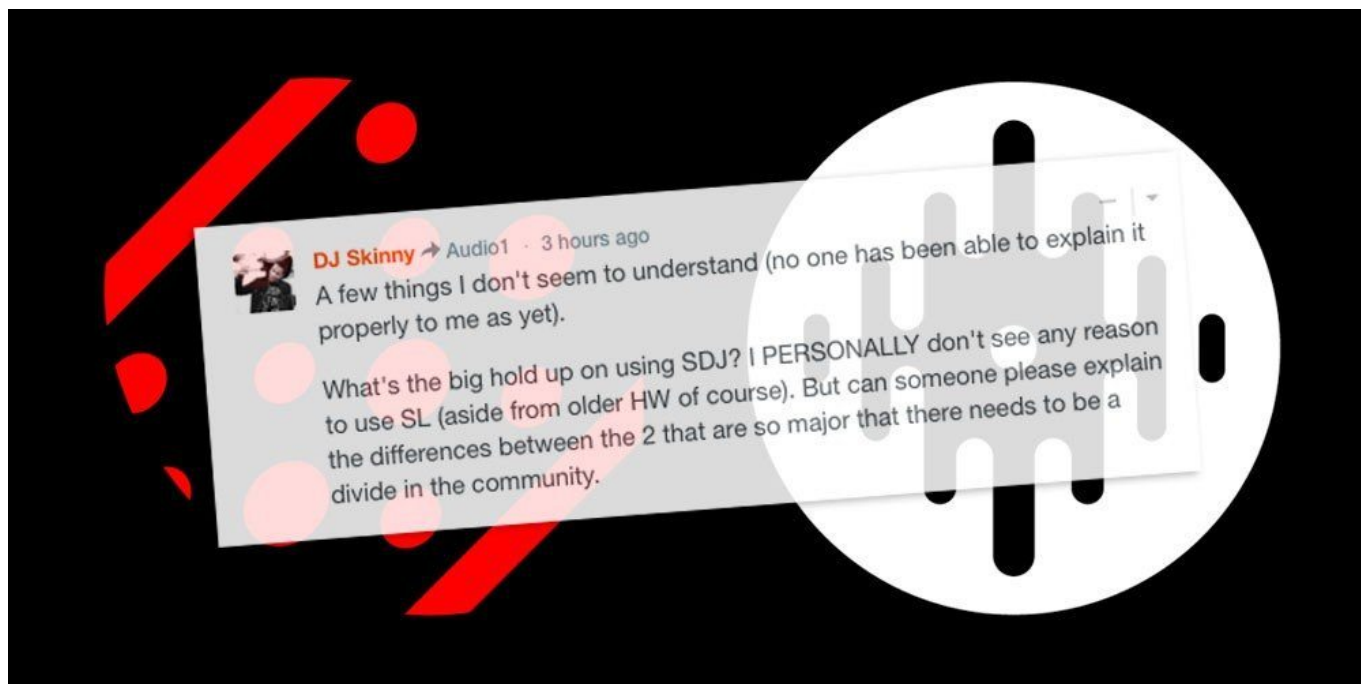 DJ Skinny Audio1 · 3 hours ago
A few things I don't seem to understand (no one has been able to explain it
properly to me as yet).
What's the big hold up on using SDJ? I PERSONALLY don't see any reason
to use SL (aside from older HW of course). But can someone please explain
the differences between the 2 that are so major that there needs to be a
divide in the community.